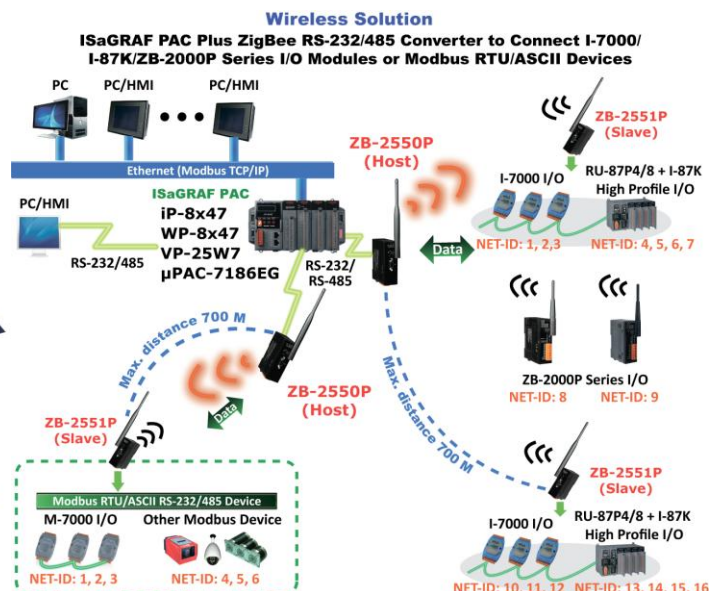 Wireless Solution
ISaGRAF PAC Plus ZigBee RS-232/485 Converter to Connect I-7000/
I-87K/ZB-2000P Series I/O Modules or Modbus RTU/ASCII Devices
PC
PC/HMI
PC/HMI
Ethernet (Modbus TCP/IP)
PC/HMI
RS-232/485
ISaGRAF PAC
iP-8x47
WP-8x47
VP-25W7
µPAC-7186EG
RS-232/
RS-485
ZB-2550P
(Host)
Data
ZB-2551P
(Slave)
I-7000 I/O
RU-87P4/8 + I-87K
High Profile I/O
NET-ID: 1, 2,3
NET-ID: 4, 5, 6, 7
ZB-2000P Series I/O
NET-ID: 8
NET-ID: 9
Max. distance 700 M
ZB-2550P
(Host)
Data
Max. distance 700 M
ZB-2551P
(Slave)
Modbus RTU/ASCII RS-232/485 Device
M-7000 I/O
Other Modbus Device
NET-ID: 1, 2, 3
NET-ID: 4, 5, 6
ZB-2551P
(Slave)
I-7000 I/O
RU-87P4/8 + I-87K
High Profile I/O
NET-ID: 10, 11, 12
NET-ID: 13, 14, 15, 16